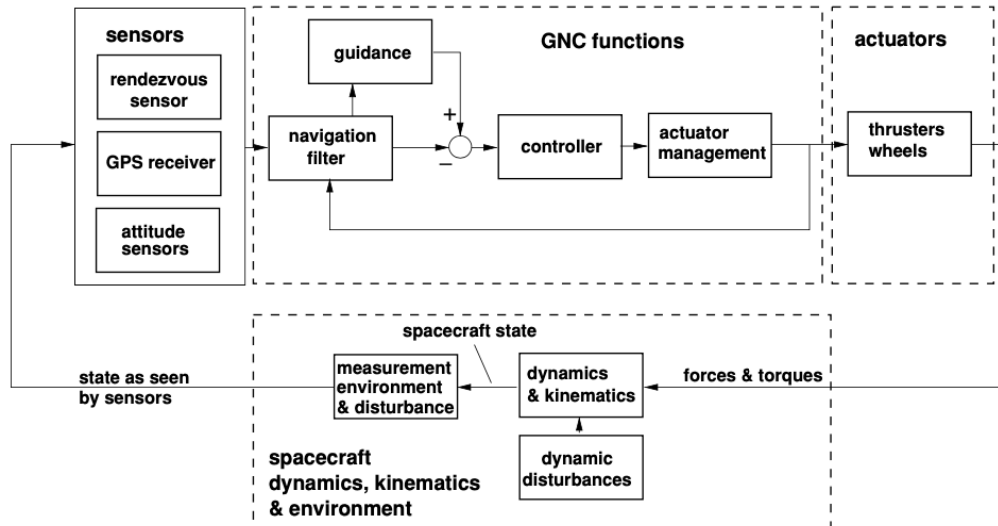 sensors
rendezvous
sensor
GPS receiver
attitude
sensors
GNC functions
guidance
navigation
filter
+
−
controller
actuator
management
actuators
thrusters
wheels
spacecraft state
state as seen
by sensors
measurement
environment
& disturbance
dynamics
& kinematics
forces & torques
dynamic
disturbances
spacecraft
dynamics, kinematics
& environment